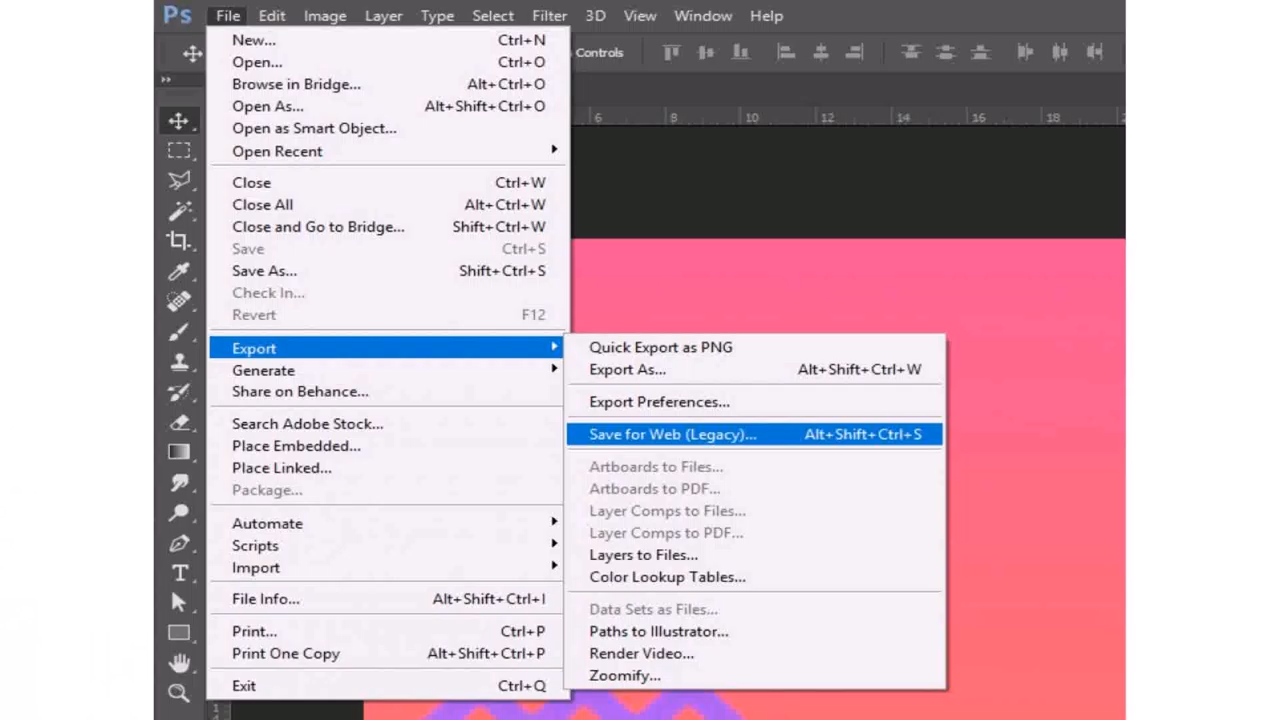 Ps File Edit Image Layer Type Select Filter 3D View Window Help
Controls
6 8 10 12 14 16 18
New... Ctrl+N
Open... Ctrl+O
Browse in Bridge... Alt+Ctrl+O
Open As... Alt+Shift+Ctrl+O
Open as Smart Object...
Open Recent
Close Ctrl+W
Close All Alt+Ctrl+W
Close and Go to Bridge... Shift+Ctrl+W
Save Ctrl+S
Save As... Shift+Ctrl+S
Check In...
Revert F12
Export
Generate
Share on Behance...
Search Adobe Stock...
Place Embedded...
Place Linked...
Package...
Automate
Scripts
Import
File Info... Alt+Shift+Ctrl+I
Print... Ctrl+P
Print One Copy Alt+Shift+Ctrl+P
Exit Ctrl+Q
Quick Export as PNG
Export As... Alt+Shift+Ctrl+W
Export Preferences...
Save for Web (Legacy)... Alt+Shift+Ctrl+S
Artboards to Files...
Artboards to PDF...
Layer Comps to Files...
Layer Comps to PDF...
Layers to Files...
Color Lookup Tables...
Data Sets as Files...
Paths to Illustrator...
Render Video...
Zoomify...